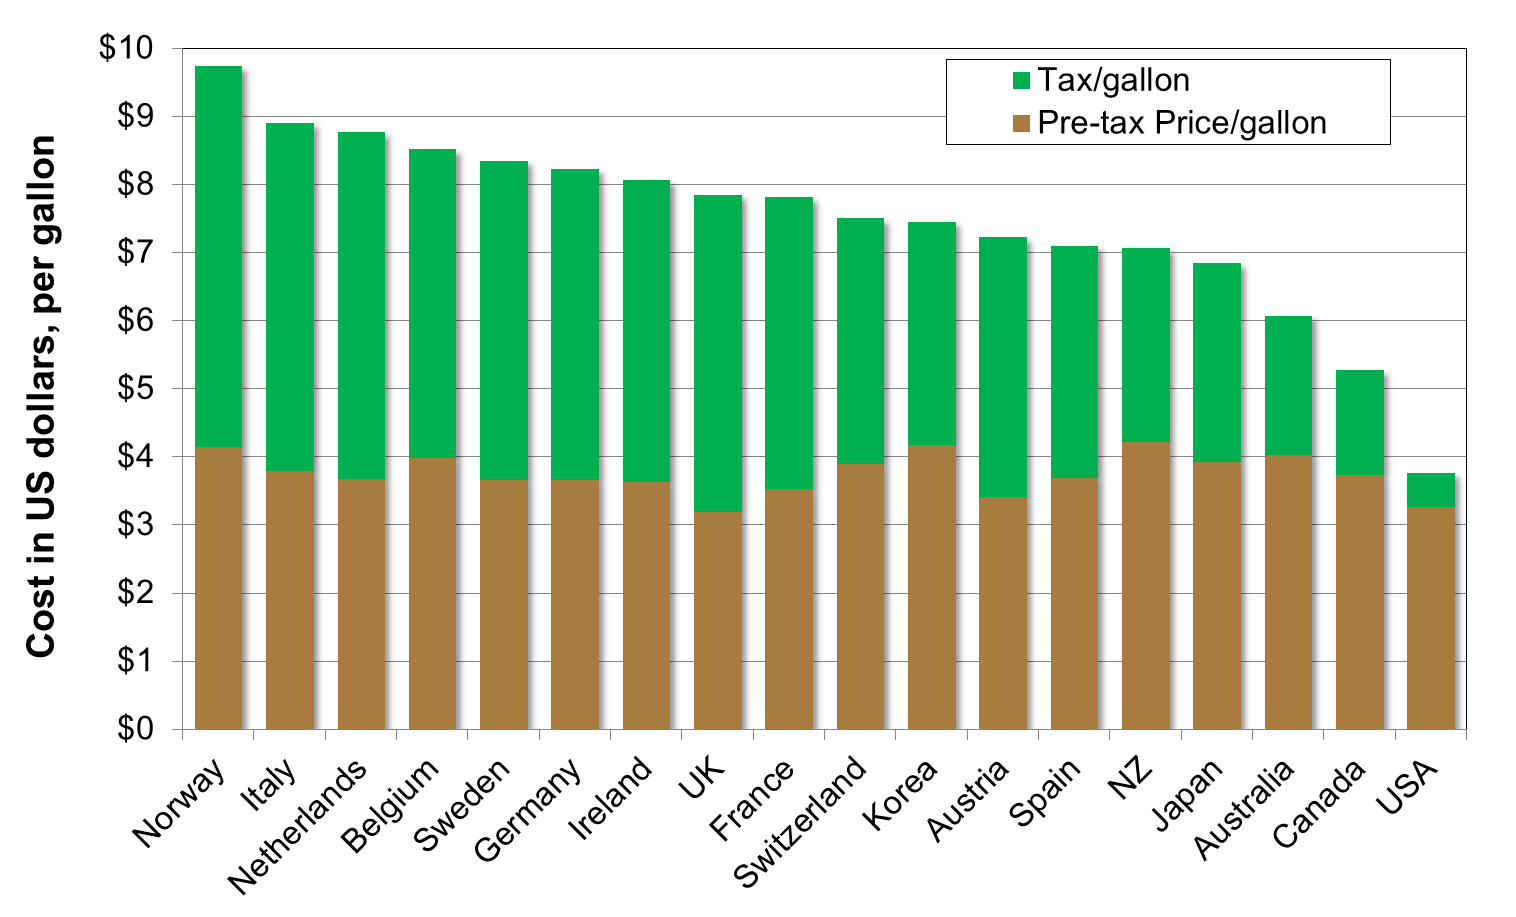 Cost in US dollars, per gallon
$10
$9
$8
$7
$6
$5
$4
$3
$2
$1
$0
Tax/gallon
Pre-tax Price/gallon
Norway
Italy
Netherlands
Belgium
Sweden
Germany
Ireland
UK
France
Switzerland
Korea
Austria
Spain
NZ
Japan
Australia
Canada
USA